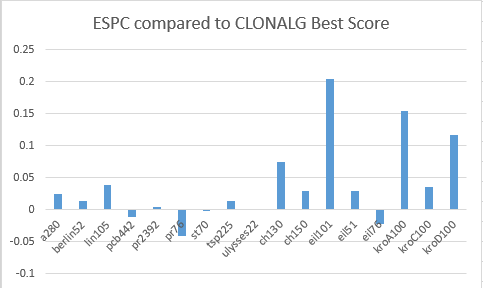 ESPC compared to CLONALG Best Score
0.25
0.2
0.15
0.1
0.05
0
-0.05
-0.1
a280
berlin52
lin105
pcb442
pr2392
pr76
st70
tsp225
ulysses22
ch130
ch150
eil101
eil51
eil76
kroA100
kroC100
kroD100